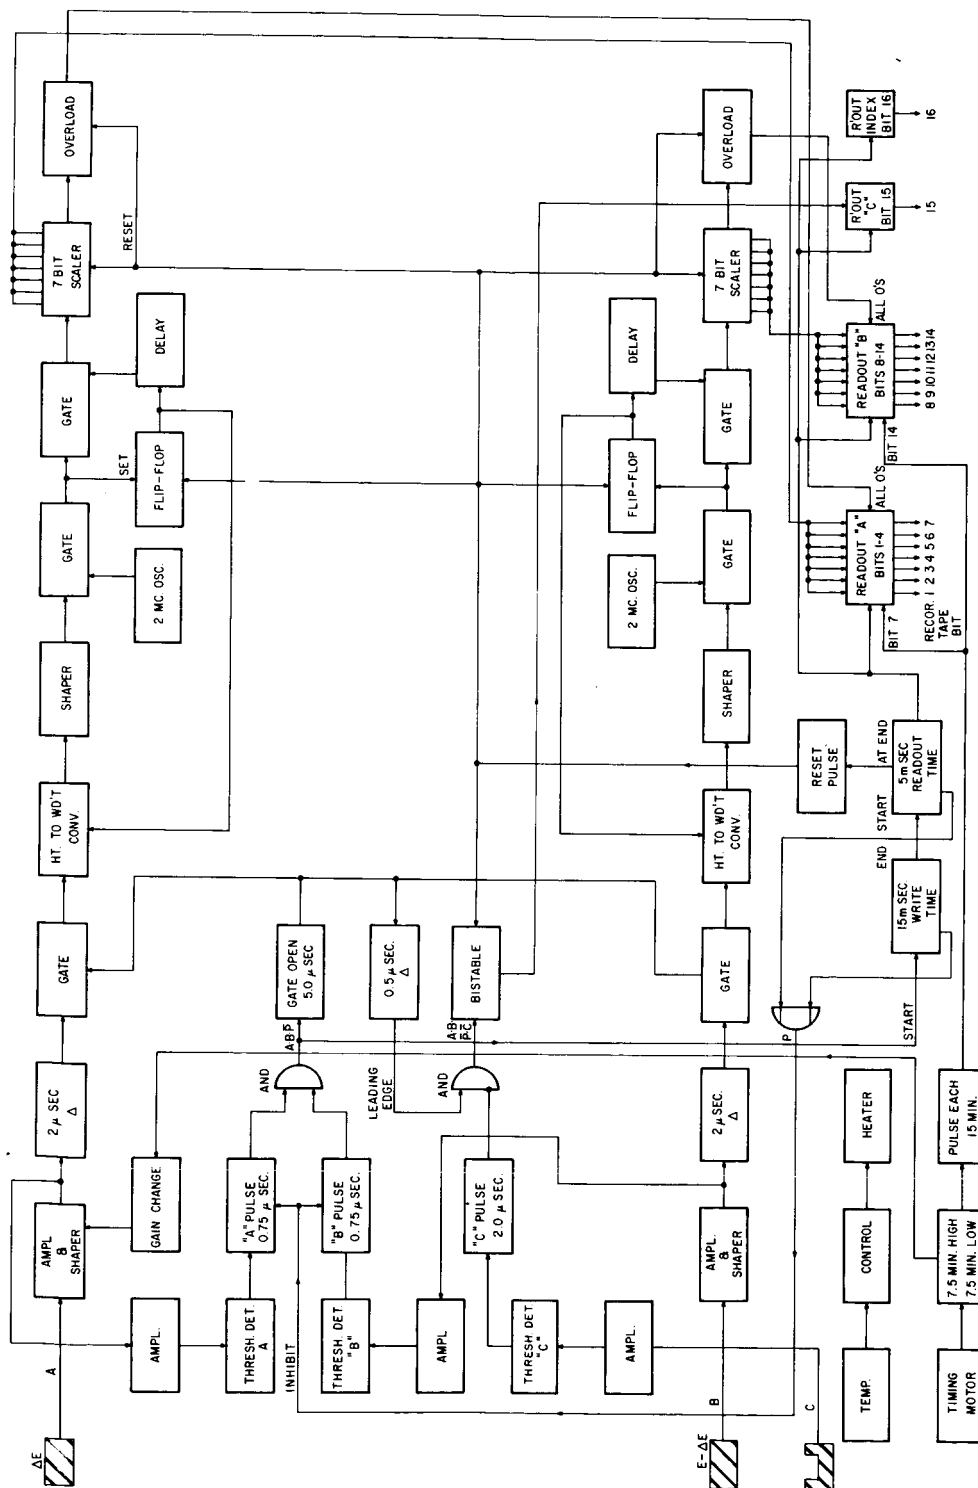 ΔE
A
AMPL
&
SHAPER
2 μ SEC
Δ
GATE
HT. TO WD'T
CONV.
SHAPER
GATE
2 MC. OSC.
SET
FLIP-FLOP
GATE
DELAY
7 BIT
SCALER
RESET
OVERLOAD
GAIN CHANGE
AMPL.
THRESH. DET.
A
"A" PULSE
0.75 μ SEC.
INHIBIT
THRESH. DET.
"B"
"B" PULSE
0.75 μ SEC.
AND
A·B·P̅
GATE OPEN
5.0 μ SEC
0.5 μ SEC.
Δ
LEADING
EDGE
AND
A·B
P̅·C̅
BISTABLE
AMPL
THRESH. DET.
"C"
"C" PULSE
2.0 μ SEC.
AMPL.
E-ΔE
B
AMPL.
&
SHAPER
2 μ SEC.
Δ
GATE
HT. TO WD'T
CONV.
SHAPER
2 MC. OSC.
GATE
FLIP-FLOP
GATE
DELAY
7 BIT
SCALER
OVERLOAD
C
P
START
15 m SEC.
WRITE
TIME
END
START
5 m SEC
READOUT
TIME
AT END
RESET
PULSE
BIT 7
READOUT "A"
BITS 1-4
ALL O'S
RECOR.
TAPE
BIT
1 2 3 4 5 6 7
BIT 14
READOUT "B"
BITS 8-14
ALL O'S
8 9 10 11 12 13 14
R'OUT
"C"
BIT 15
15
R'OUT
INDEX
BIT 16
16
TEMP.
CONTROL
HEATER
TIMING
MOTOR
7.5 MIN. HIGH
7.5 MIN. LOW
PULSE EACH
15 MIN.